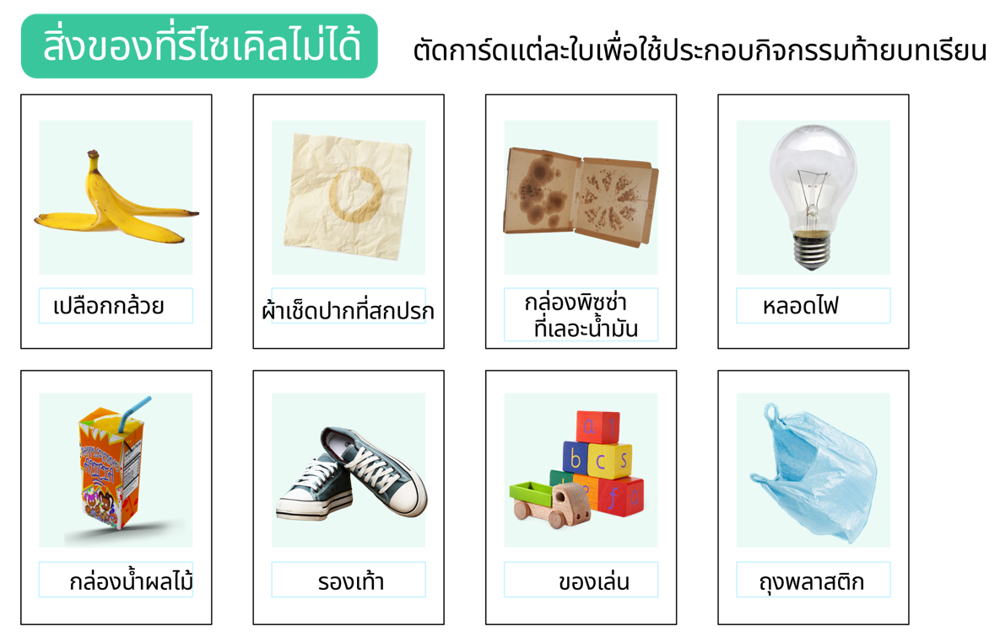 สิ่งของที่รีไซเคิลไม่ได้
ตัดการ์ดแต่ละใบเพื่อใช้ประกอบกิจกรรมท้ายบทเรียน
เปลือกกล้วย
ผ้าเช็ดปากที่สกปรก
กล่องพิซซ่า
ที่เลอะน้ำมัน
หลอดไฟ
a
b c s
f a
กล่องน้ำผลไม้
รองเท้า
ของเล่น
ถุงพลาสติก